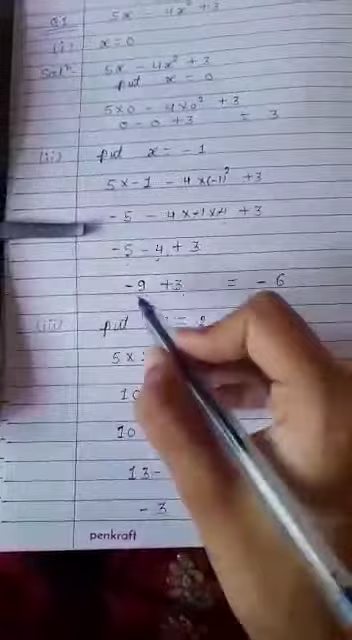 Q1 5x - 4x² + 3
(i) x = 0
Solⁿ 5x - 4x² + 3
put x = 0
5×0 - 4×0² + 3
0 - 0 + 3 = 3
(ii) put x = -1
5×-1 - 4×(-1)² + 3
-5 - 4×-1×-1 + 3
-5 - 4 + 3
-9 + 3 = -6
(iii) put = 2
5×
10
10
13-
-3
penkraft